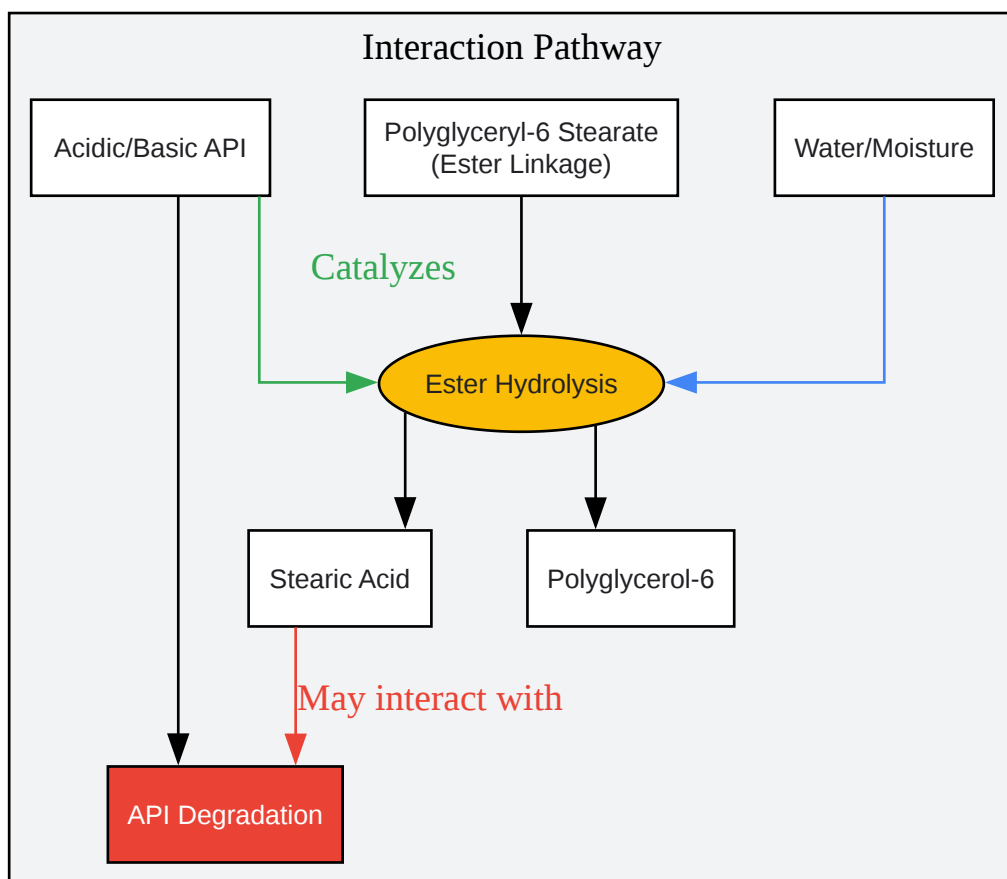 Interaction Pathway
Acidic/Basic API
Polyglyceryl-6 Stearate
(Ester Linkage)
Water/Moisture
Catalyzes
Ester Hydrolysis
Stearic Acid
Polyglycerol-6
May interact with
API Degradation